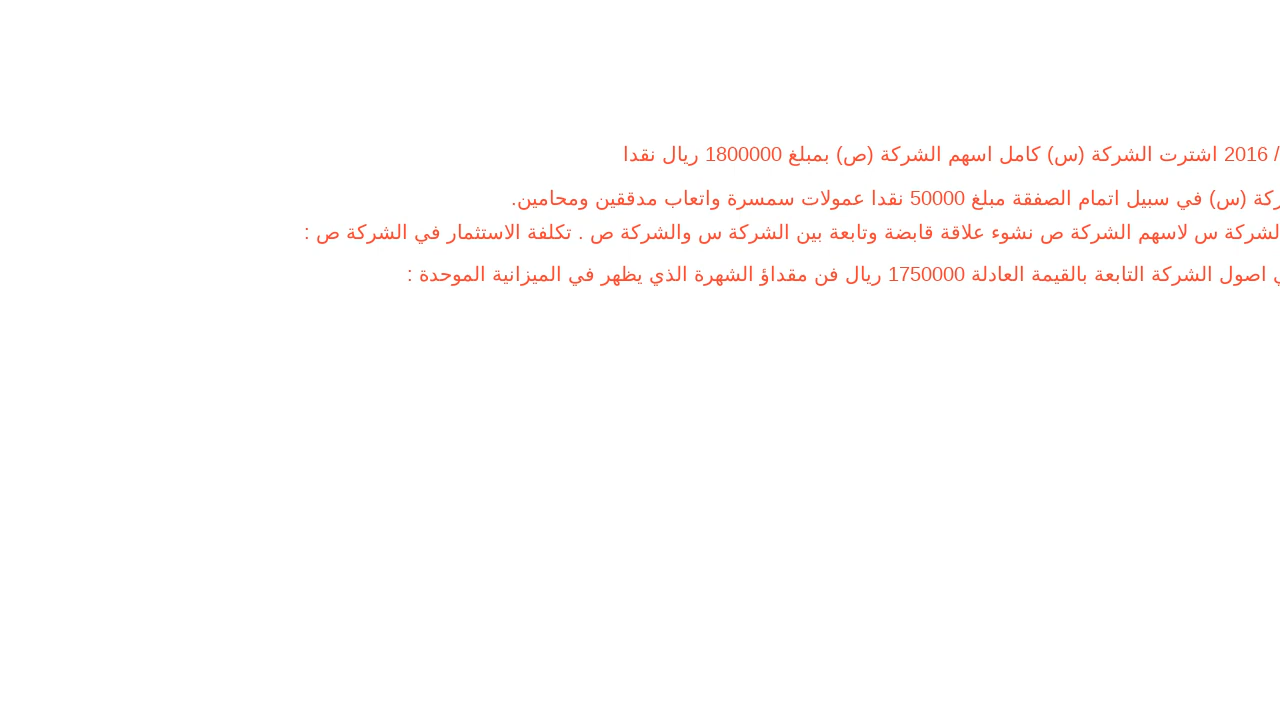 / 2016 اشترت الشركة (س) كامل اسهم الشركة (ص) بمبلغ 1800000 ريال نقدا
(س) في سبيل اتمام الصفقة مبلغ 50000 نقدا عمولات سمسرة واتعاب مدققين ومحامين.
الشركة س لاسهم الشركة ص نشوء علاقة قابضة وتابعة بين الشركة س والشركة ص . تكلفة الاستثمار في الشركة ص :
اصول الشركة التابعة بالقيمة العادلة 1750000 ريال فن مقداؤ الشهرة الذي يظهر في الميزانية الموحدة :